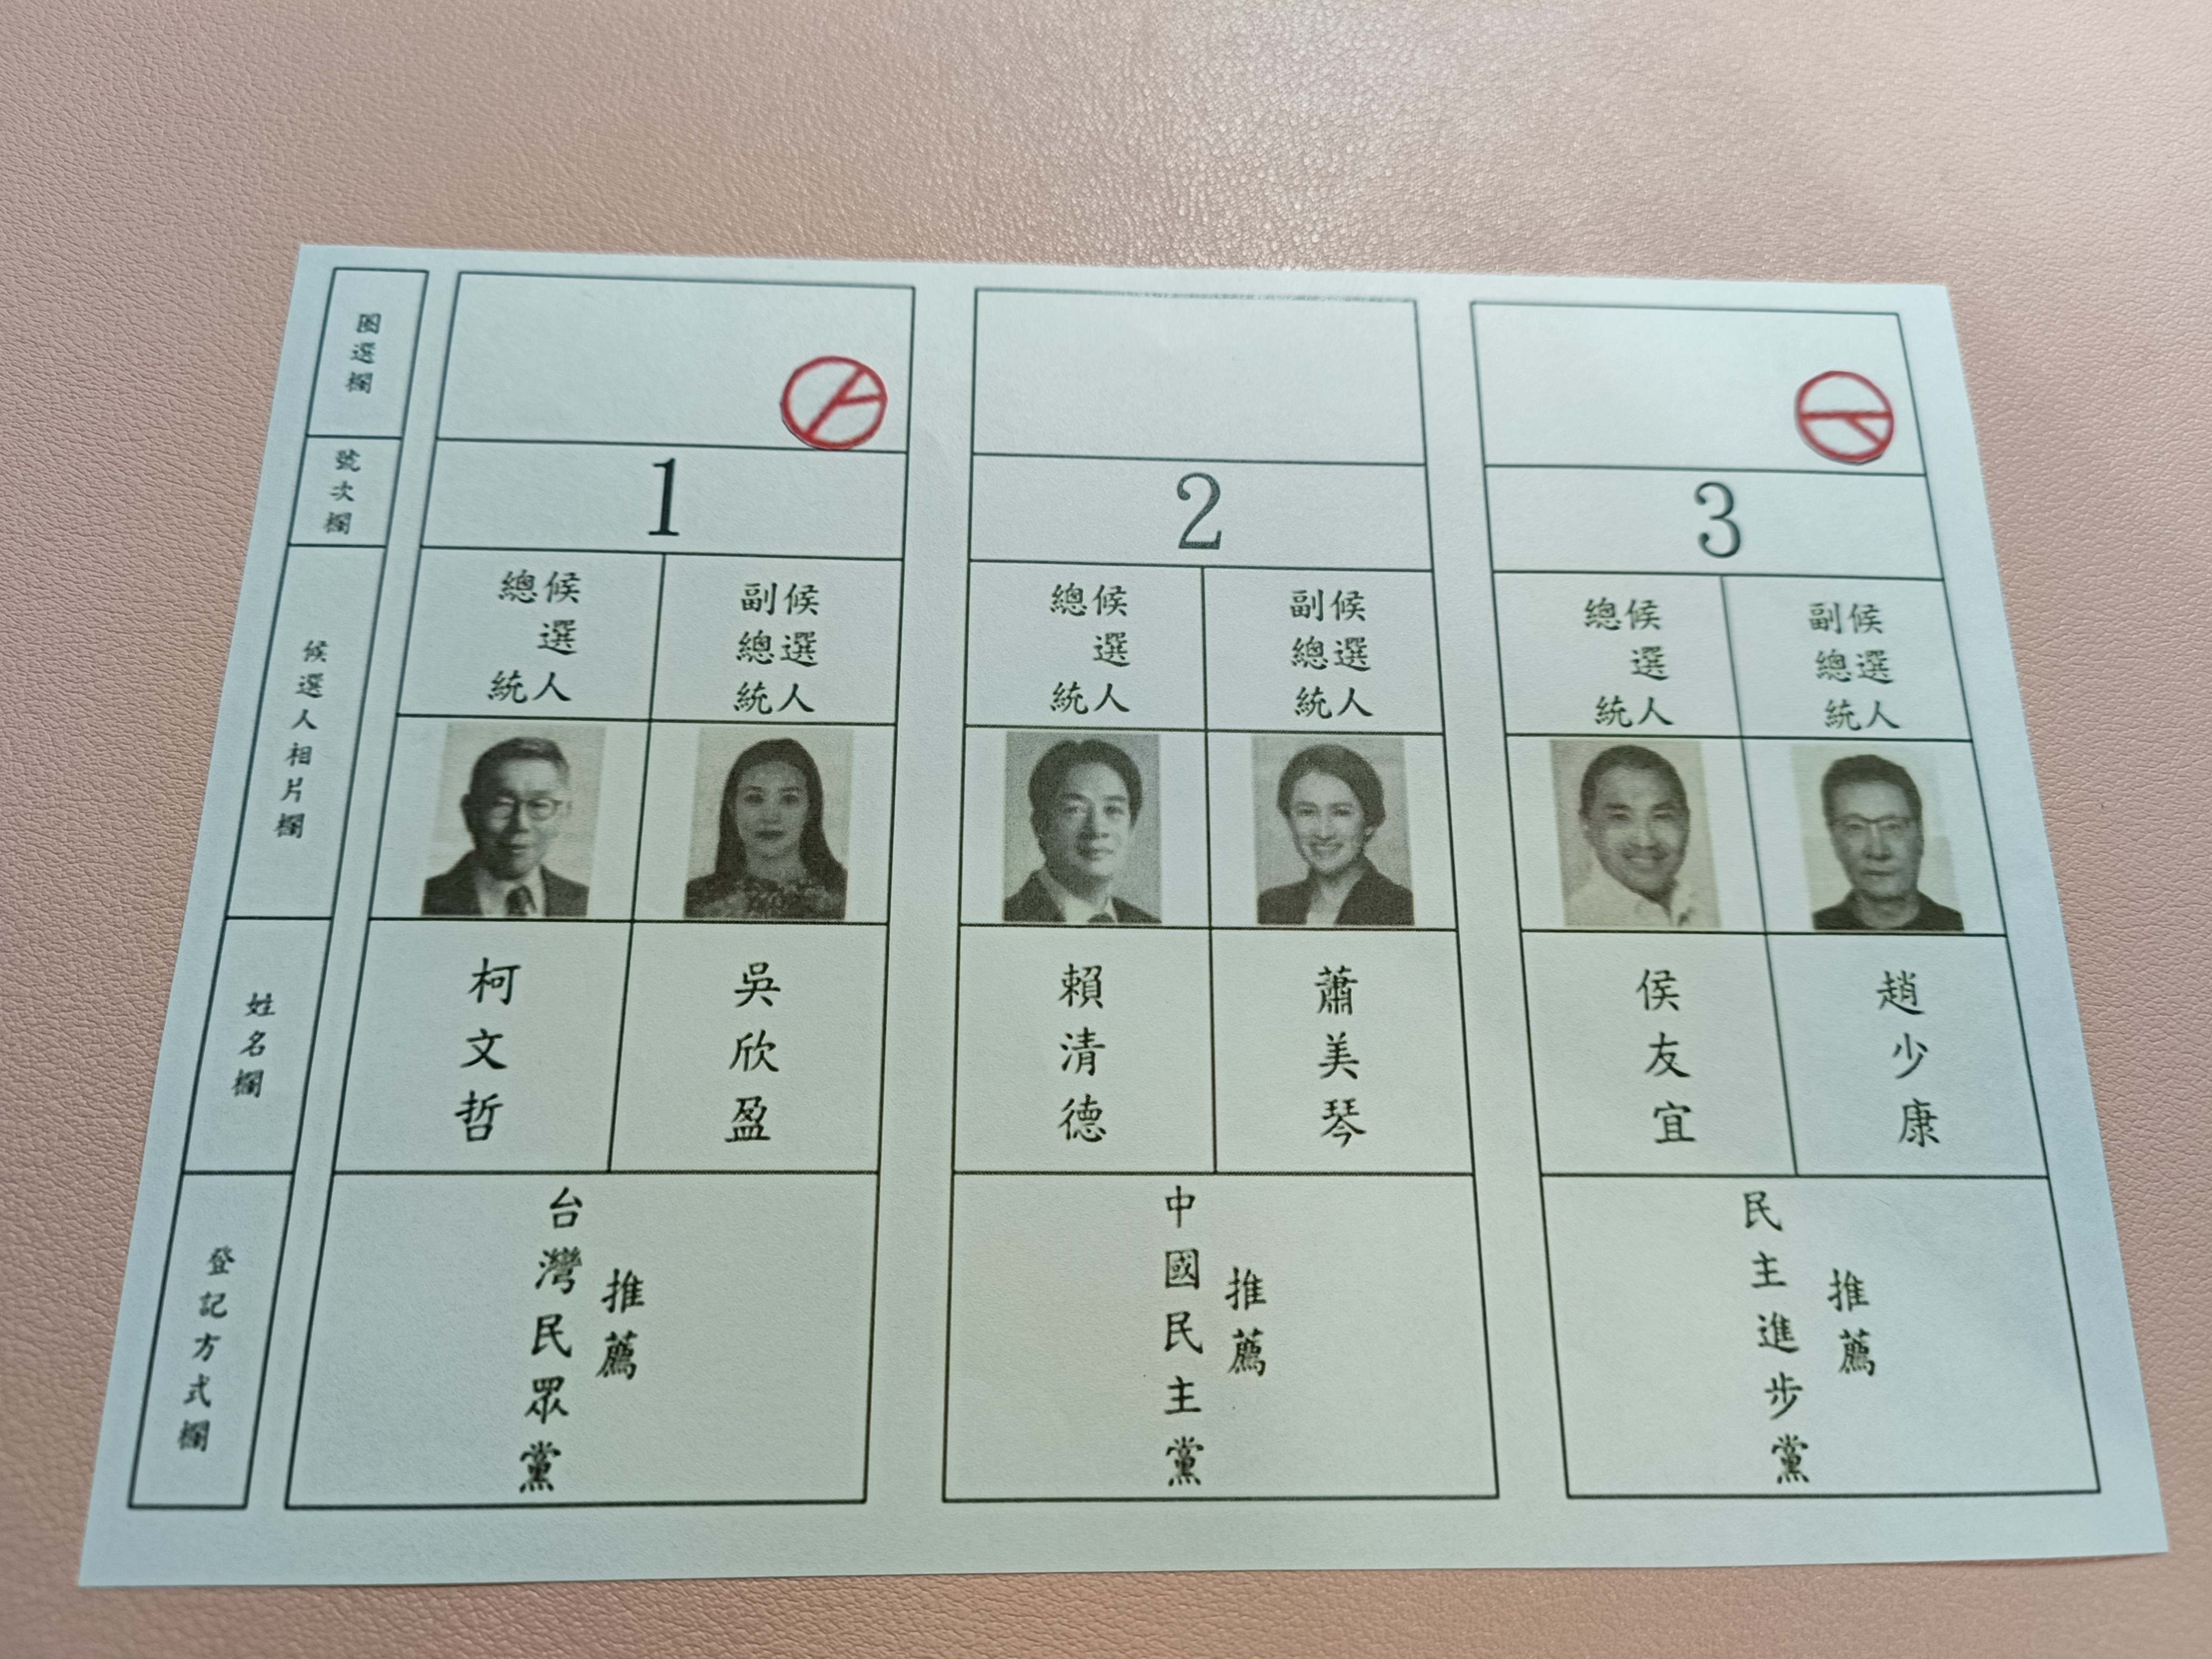 圈選欄
號次欄
候選人相片欄
姓名欄
登記方式欄
1
總統
候選人
副總統
候選人
柯文哲
吳欣盈
台灣民眾黨
推薦
2
總統
候選人
副總統
候選人
賴清德
蕭美琴
中國民主黨
推薦
3
總統
候選人
副總統
候選人
侯友宜
趙少康
民主進步黨
推薦